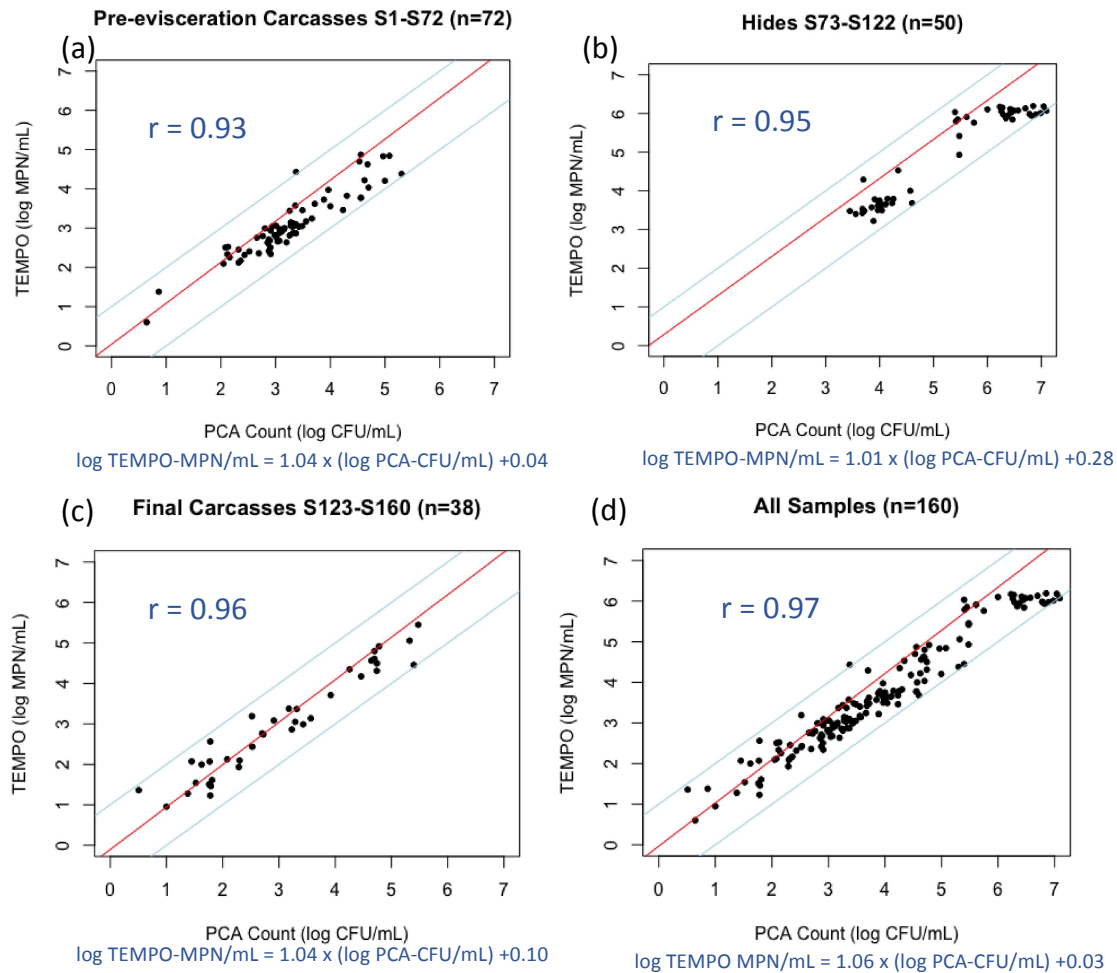 Pre-evisceration Carcasses S1-S72 (n=72)
(a)
r = 0.93
TEMPO (log MPN/mL)
7
6
5
4
3
2
1
0
0 1 2 3 4 5 6 7
PCA Count (log CFU/mL)
log TEMPO-MPN/mL = 1.04 x (log PCA-CFU/mL) +0.04
Hides S73-S122 (n=50)
(b)
r = 0.95
TEMPO (log MPN/mL)
7
6
5
4
3
2
1
0
0 1 2 3 4 5 6 7
PCA Count (log CFU/mL)
log TEMPO-MPN/mL = 1.01 x (log PCA-CFU/mL) +0.28
Final Carcasses S123-S160 (n=38)
(c)
r = 0.96
TEMPO (log MPN/mL)
7
6
5
4
3
2
1
0
0 1 2 3 4 5 6 7
PCA Count (log CFU/mL)
log TEMPO-MPN/mL = 1.04 x (log PCA-CFU/mL) +0.10
All Samples (n=160)
(d)
r = 0.97
TEMPO (log MPN/mL)
7
6
5
4
3
2
1
0
0 1 2 3 4 5 6 7
PCA Count (log CFU/mL)
log TEMPO MPN/mL = 1.06 x (log PCA-CFU/mL) +0.03